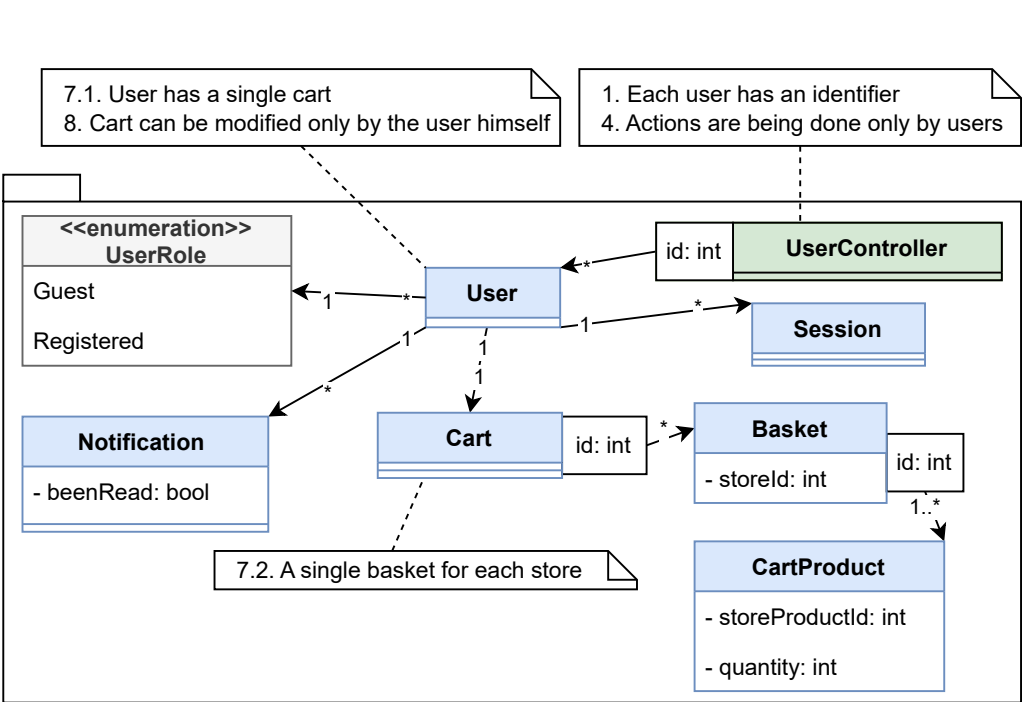 7.1. User has a single cart
8. Cart can be modified only by the user himself
1. Each user has an identifier
4. Actions are being done only by users
<<enumeration>>
UserRole
Guest
Registered
id: int
UserController
*
User
1
*
1
*
Session
1
*
1
1
Notification
- beenRead: bool
Cart
id: int
*
Basket
- storeId: int
id: int
1..*
7.2. A single basket for each store
CartProduct
- storeProductId: int
- quantity: int